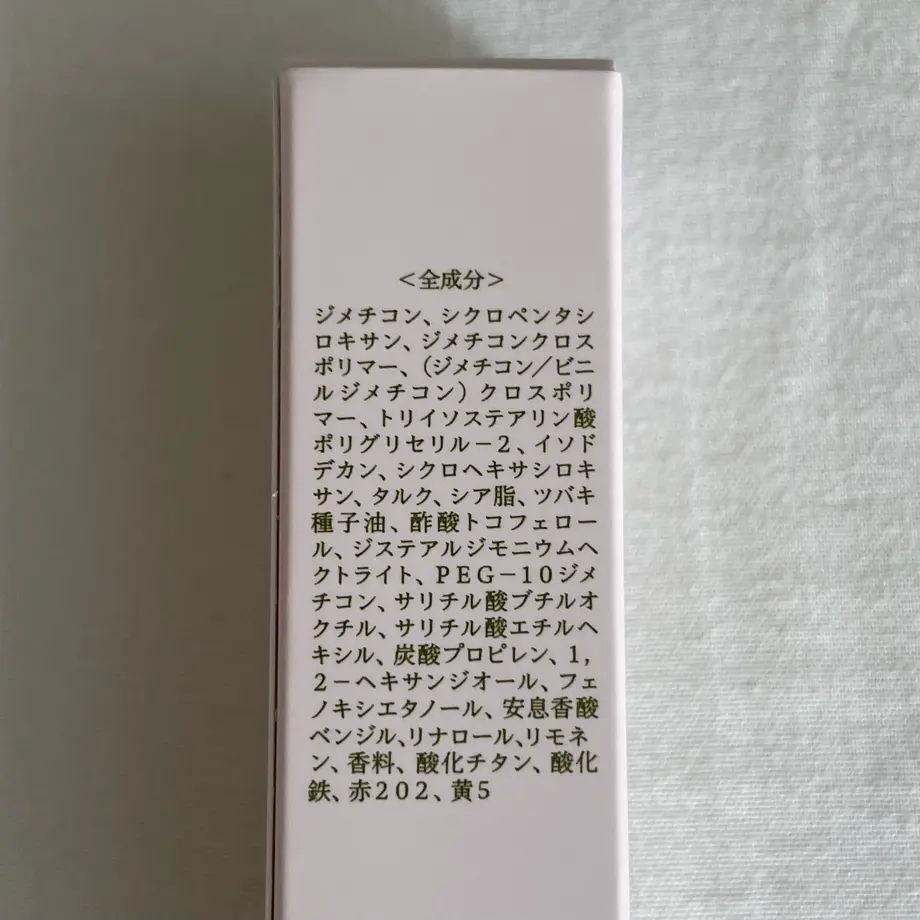 ＜全成分＞
ジメチコン、シクロペンタシ
ロキサン、ジメチコンクロス
ポリマー、（ジメチコン／ビニ
ルジメチコン）クロスポリ
マー、トリイソステアリン酸
ポリグリセリル－２、イソド
デカン、シクロヘキサシロキ
サン、タルク、シア脂、ツバキ
種子油、酢酸トコフェロー
ル、ジステアルジモニウムヘ
クトライト、ＰＥＧ－１０ジメ
チコン、サリチル酸ブチルオ
クチル、サリチル酸エチルヘ
キシル、炭酸プロピレン、１，
２－ヘキサンジオール、フェ
ノキシエタノール、安息香酸
ベンジル、リナロール、リモネ
ン、香料、酸化チタン、酸化
鉄、赤２０２、黄５